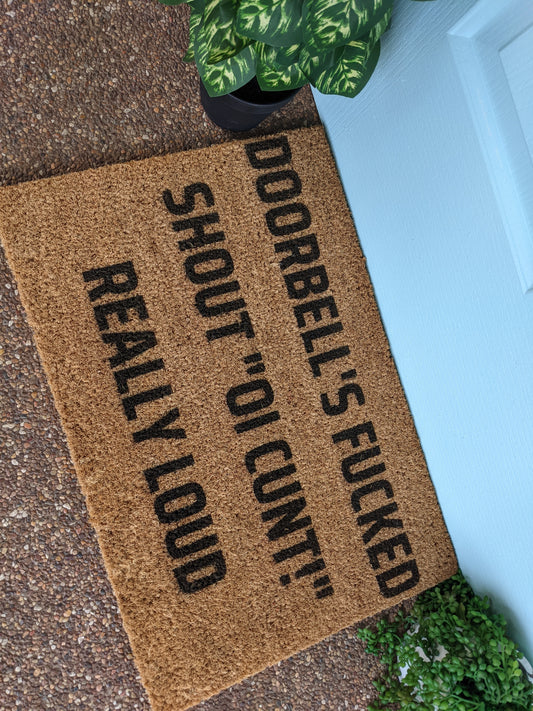 DOORBELL'S FUCKED
SHOUT "OI CUNT!"
REALLY LOUD